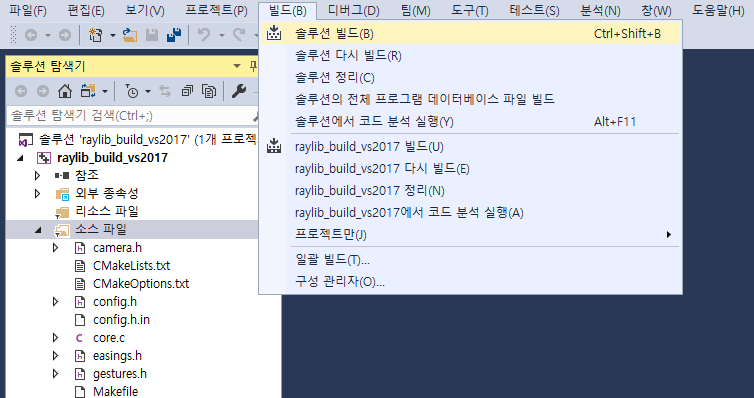 파일(F) 편집(E) 보기(V) 프로젝트(P) 빌드(B) 디버그(D) 팀(M) 도구(T) 테스트(S) 분석(N) 창(W) 도움말(H)
솔루션 빌드(B) Ctrl+Shift+B
솔루션 다시 빌드(R)
솔루션 정리(C)
솔루션의 전체 프로그램 데이터베이스 파일 빌드
솔루션에서 코드 분석 실행(Y) Alt+F11
raylib_build_vs2017 빌드(U)
raylib_build_vs2017 다시 빌드(E)
raylib_build_vs2017 정리(N)
raylib_build_vs2017에서 코드 분석 실행(A)
프로젝트만(J)
일괄 빌드(T)...
구성 관리자(O)...
솔루션 탐색기
솔루션 탐색기 검색(Ctrl+;)
솔루션 'raylib_build_vs2017' (1개 프로젝
raylib_build_vs2017
참조
외부 종속성
리소스 파일
소스 파일
camera.h
CMakeLists.txt
CMakeOptions.txt
config.h
config.h.in
core.c
easings.h
gestures.h
Makefile